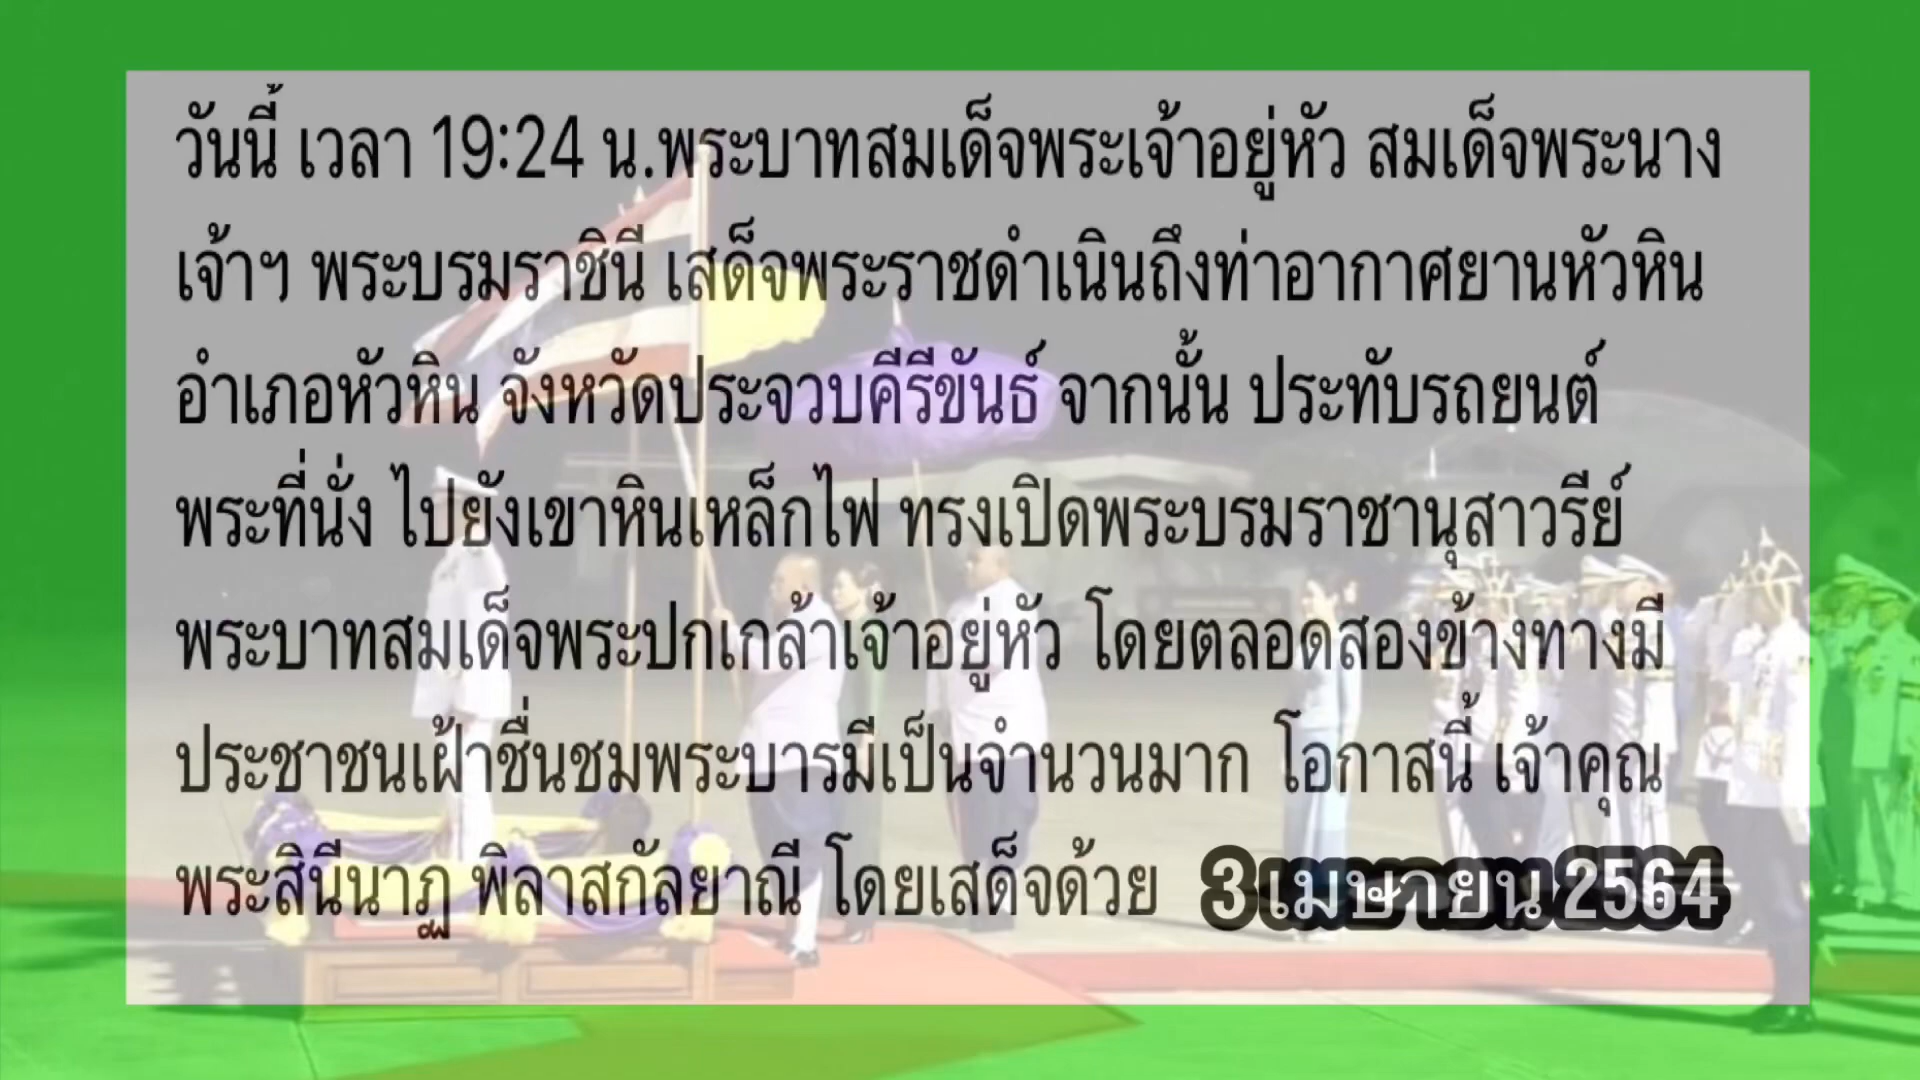 วันนี้ เวลา 19:24 น.พระบาทสมเด็จพระเจ้าอยู่หัว สมเด็จพระนาง
เจ้าฯ พระบรมราชินี เสด็จพระราชดำเนินถึงท่าอากาศยานหัวหิน
อำเภอหัวหิน จังหวัดประจวบคีรีขันธ์ จากนั้น ประทับรถยนต์
พระที่นั่ง ไปยังเขาหินเหล็กไฟ ทรงเปิดพระบรมราชานุสาวรีย์
พระบาทสมเด็จพระปกเกล้าเจ้าอยู่หัว โดยตลอดสองข้างทางมี
ประชาชนเฝ้าชื่นชมพระบารมีเป็นจำนวนมาก โอกาสนี้ เจ้าคุณ
พระสินีนาฏ พิลาสกัลยาณี โดยเสด็จด้วย 3 เมษายน 2564